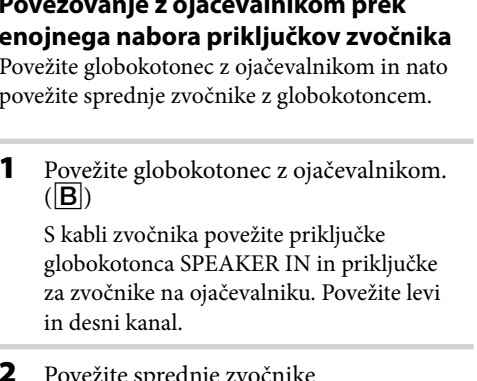 Povezovanje z ojačevalnikom prek
enojnega nabora priključkov zvočnika
Povežite globokotonec z ojačevalnikom in nato
povežite sprednje zvočnike z globokotoncem.
1 Povežite globokotonec z ojačevalnikom.
(B)
S kabli zvočnika povežite priključke
globokotonca SPEAKER IN in priključke
za zvočnike na ojačevalniku. Povežite levi
in desni kanal.
2 Povežite sprednje zvočnike